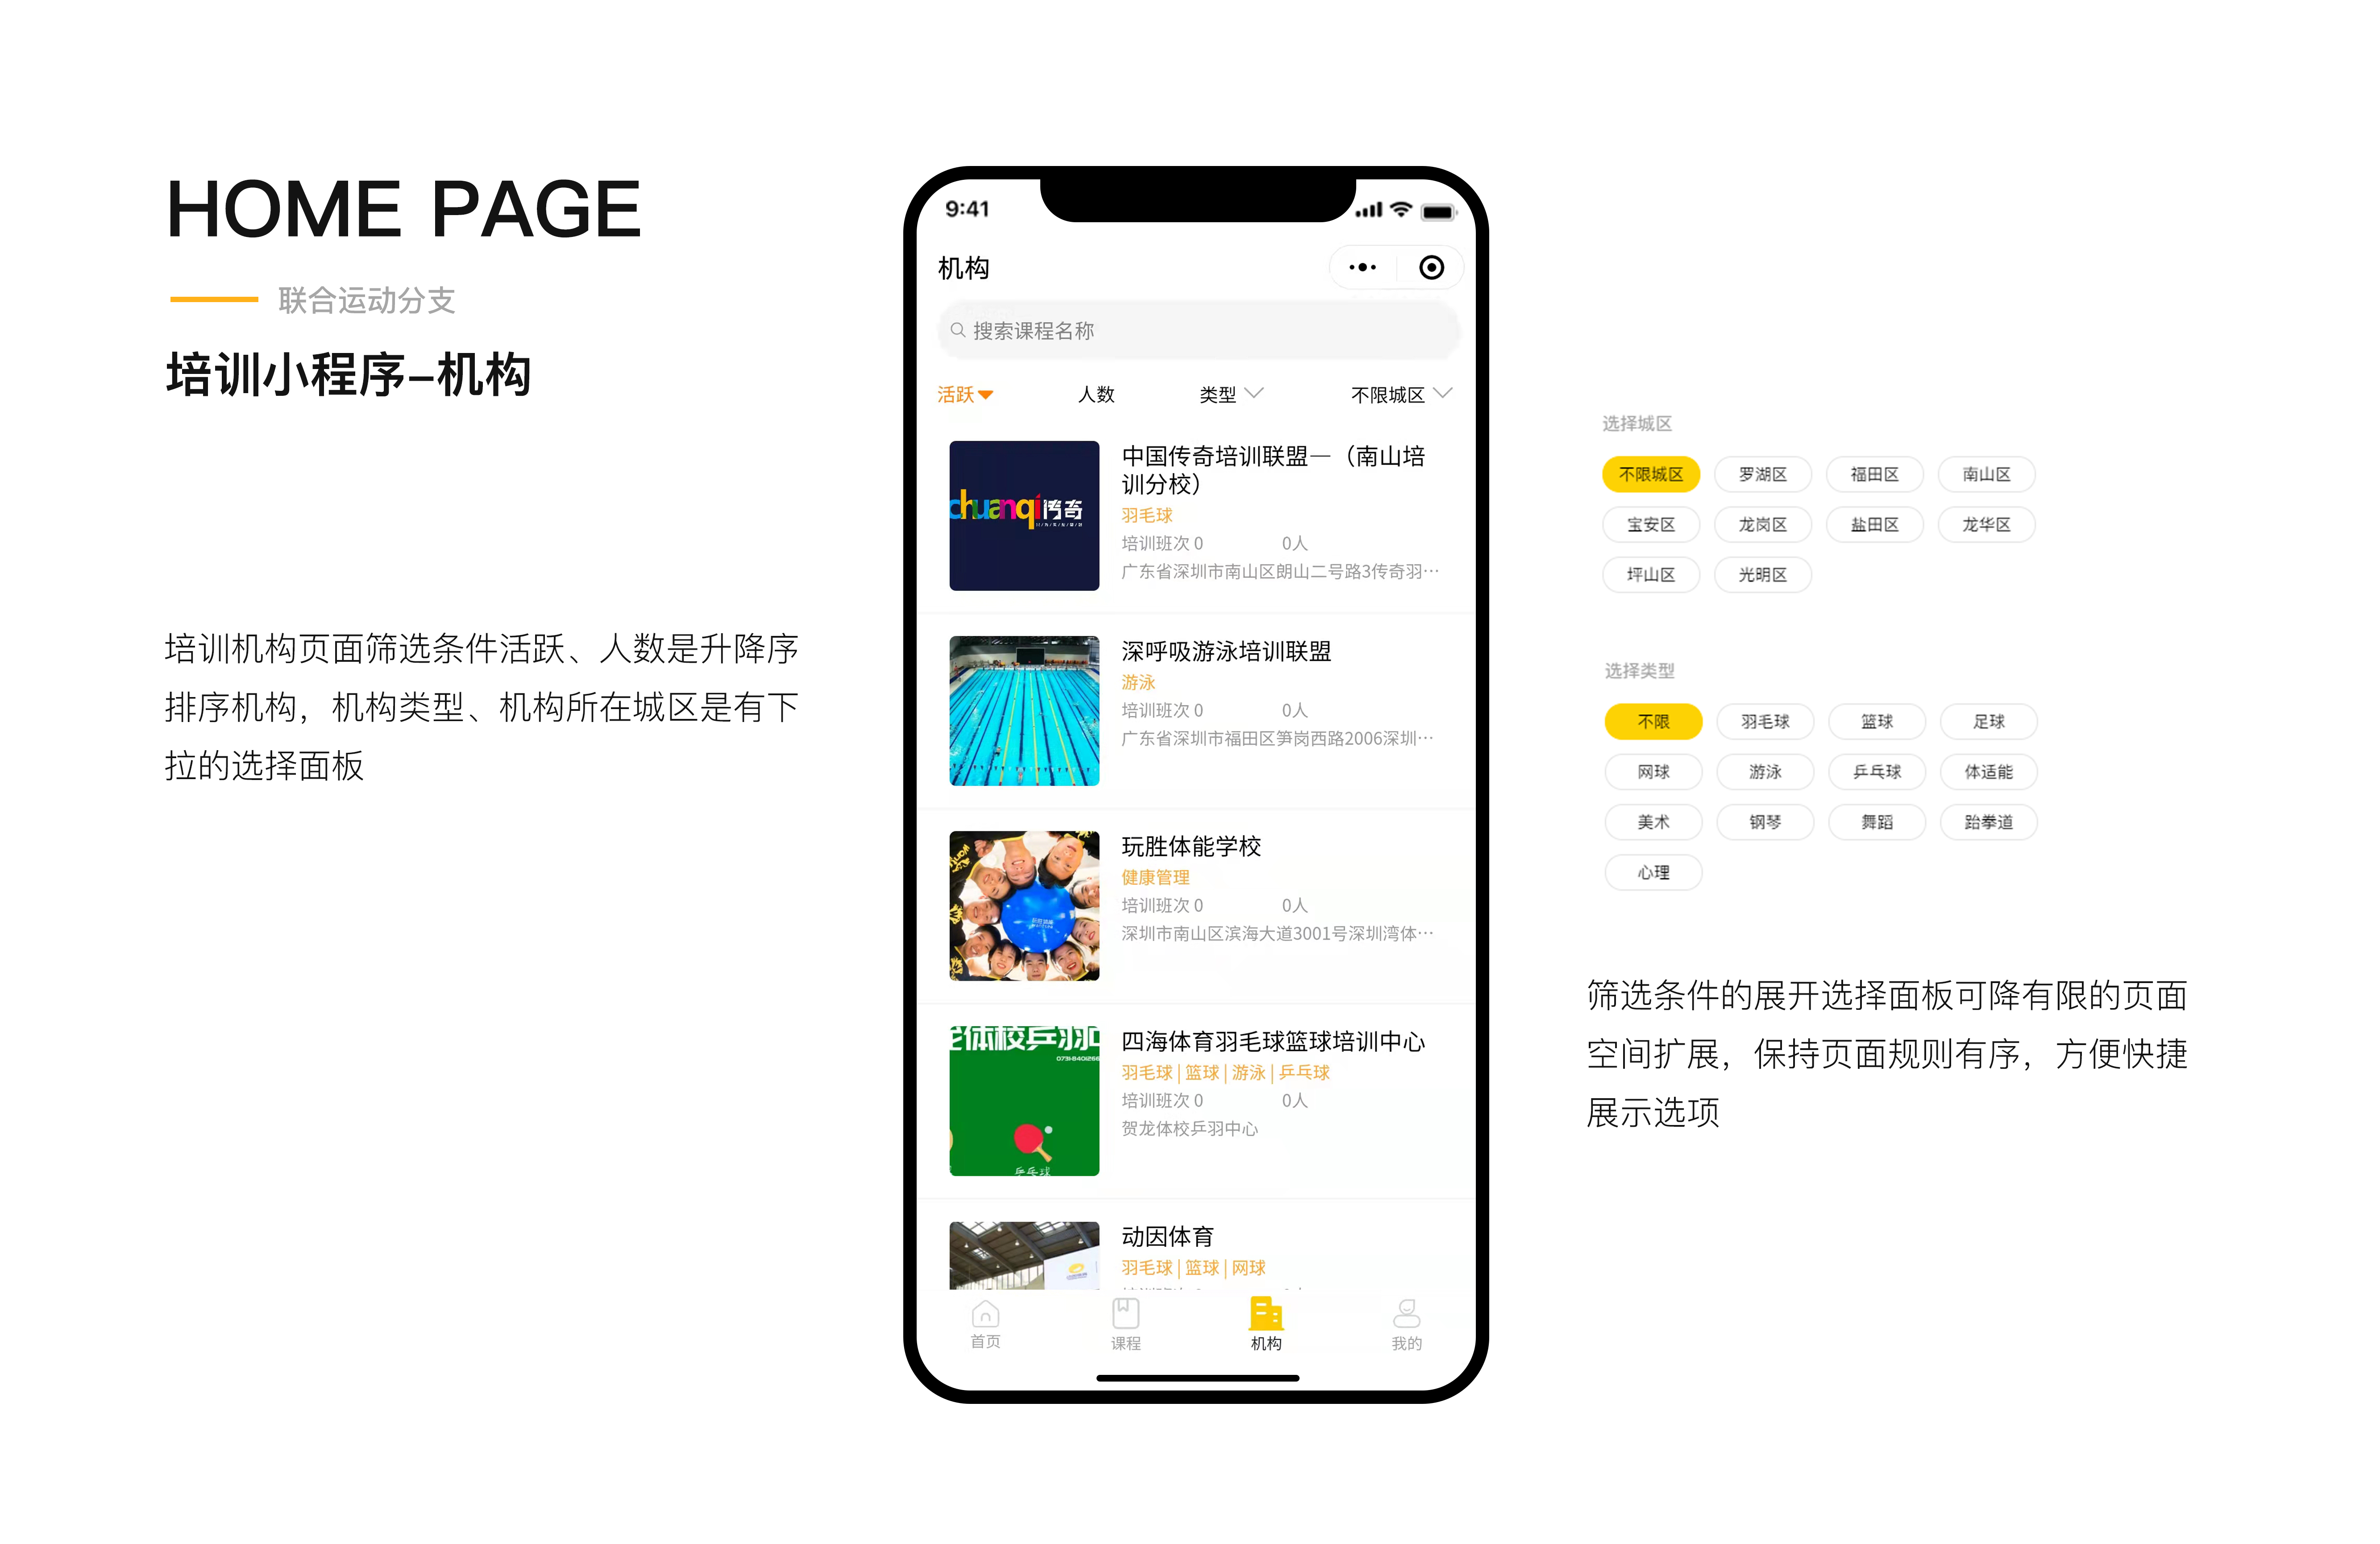 HOME PAGE
联合运动分支
培训小程序-机构
培训机构页面筛选条件活跃、人数是升降序
排序机构，机构类型、机构所在城区是有下
拉的选择面板
9:41
机构
搜索课程名称
活跃 人数 类型 不限城区
chuanqi传奇
中国传奇培训联盟—（南山培
训分校）
羽毛球
培训班次 0 0人
广东省深圳市南山区朗山二号路3传奇羽…
深呼吸游泳培训联盟
游泳
培训班次 0 0人
广东省深圳市福田区笋岗西路2006深圳…
玩胜体能学校
健康管理
培训班次 0 0人
深圳市南山区滨海大道3001号深圳湾体…
体校乒羽
0731-8401266
乒乓球
四海体育羽毛球篮球培训中心
羽毛球 | 篮球 | 游泳 | 乒乓球
培训班次 0 0人
贺龙体校乒羽中心
动因体育
羽毛球 | 篮球 | 网球
首页 课程 机构 我的
选择城区
不限城区 罗湖区 福田区 南山区
宝安区 龙岗区 盐田区 龙华区
坪山区 光明区
选择类型
不限 羽毛球 篮球 足球
网球 游泳 乒乓球 体适能
美术 钢琴 舞蹈 跆拳道
心理
筛选条件的展开选择面板可降有限的页面
空间扩展，保持页面规则有序，方便快捷
展示选项